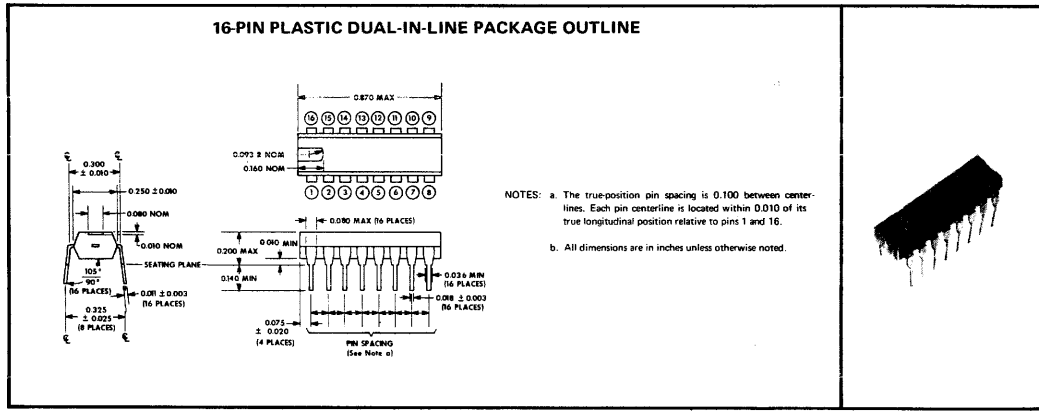 16-PIN PLASTIC DUAL-IN-LINE PACKAGE OUTLINE
0.870 MAX
16 15 14 13 12 11 10 9
0.093 R NOM
0.160 NOM
1 2 3 4 5 6 7 8
℄ ℄
0.300
± 0.010
0.250 ± 0.010
0.080 NOM
0.010 NOM
SEATING PLANE
105°
90°
(16 PLACES)
0.011 ± 0.003
(16 PLACES)
0.325
± 0.025
(8 PLACES)
℄ ℄
0.080 MAX (16 PLACES)
0.010 MIN
0.200 MAX
0.140 MIN
0.036 MIN
(16 PLACES)
0.018 ± 0.003
(16 PLACES)
0.075
± 0.020
(4 PLACES)
PIN SPACING
(See Note a)
NOTES: a. The true-position pin spacing is 0.100 between center-
lines. Each pin centerline is located within 0.010 of its
true longitudinal position relative to pins 1 and 16.
b. All dimensions are in inches unless otherwise noted.